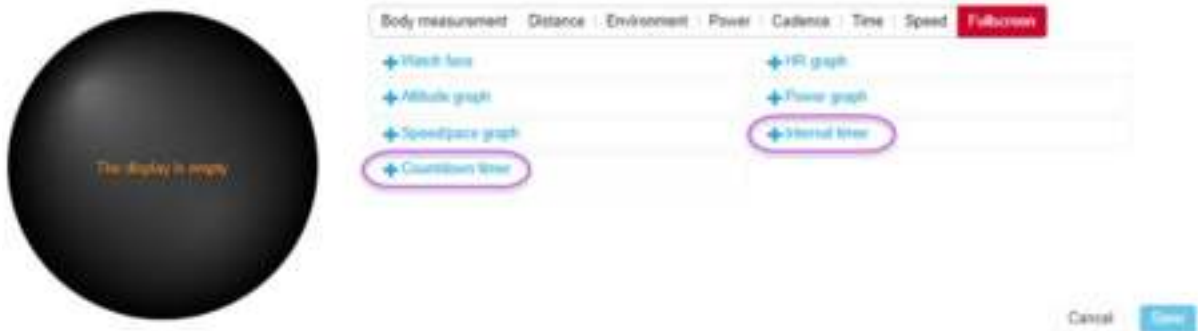 Body measurement Distance Environment Power Cadence Time Speed Fullscreen
Watch face
HR graph
Altitude graph
Power graph
Speed/pace graph
Interval timer
Countdown timer
The display is empty
Cancel Save